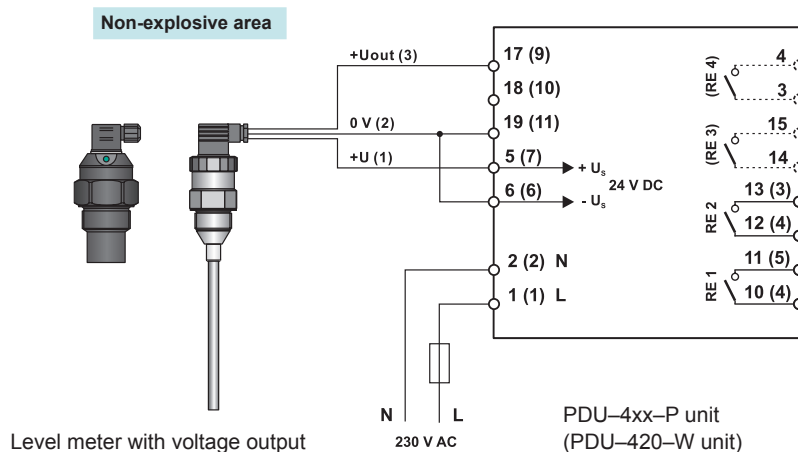 Non-explosive area
+Uout (3)
0 V (2)
+U (1)
17 (9)
18 (10)
19 (11)
5 (7)
6 (6)
+ Us
24 V DC
- Us
2 (2) N
1 (1) L
(RE 4)
4
3
(RE 3)
15
14
RE 2
13 (3)
12 (4)
RE 1
11 (5)
10 (4)
N L
230 V AC
Level meter with voltage output
PDU–4xx–P unit
(PDU–420–W unit)